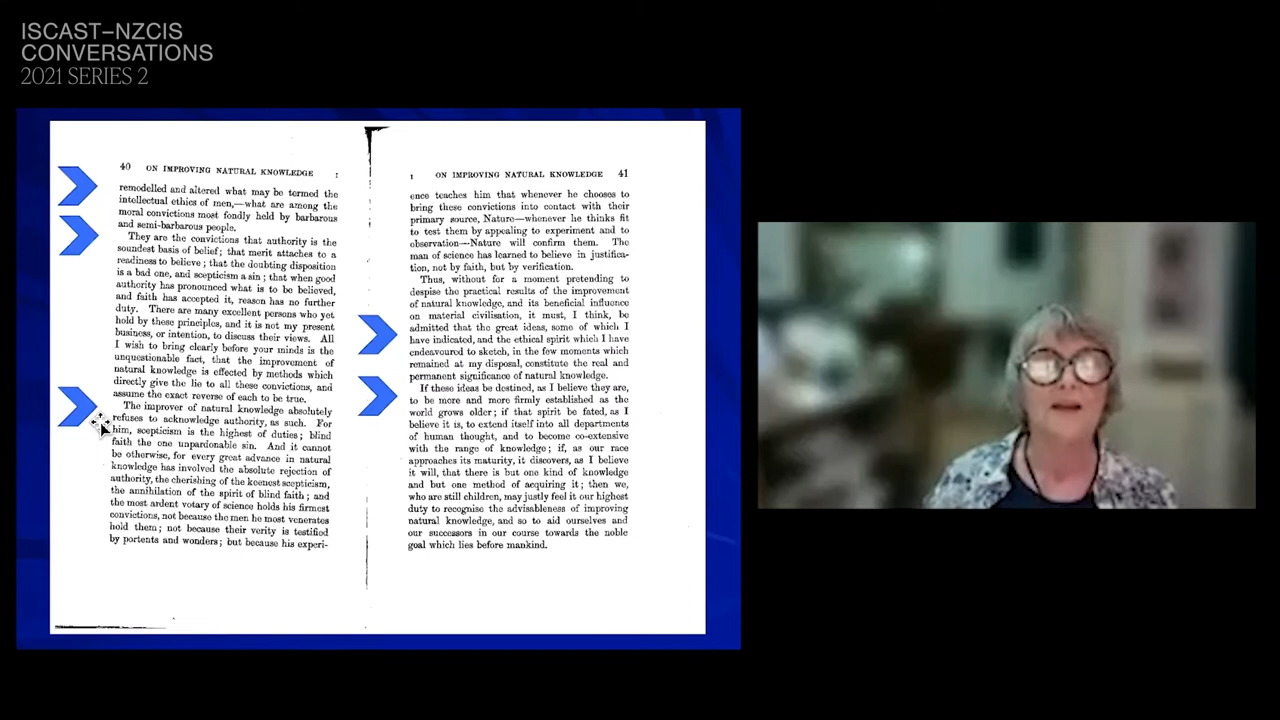 ISCAST–NZCIS
CONVERSATIONS
2021 SERIES 2
40 ON IMPROVING NATURAL KNOWLEDGE I
remodelled and altered what may be termed the
intellectual ethics of men,—what are among the
moral convictions most fondly held by barbarous
and semi-barbarous people.
They are the convictions that authority is the
soundest basis of belief; that merit attaches to a
readiness to believe; that the doubting disposition
is a bad one, and scepticism a sin; that when good
authority has pronounced what is to be believed,
and faith has accepted it, reason has no further
duty. There are many excellent persons who yet
hold by these principles, and it is not my present
business, or intention, to discuss their views. All
I wish to bring clearly before your minds is the
unquestionable fact, that the improvement of
natural knowledge is effected by methods which
directly give the lie to all these convictions, and
assume the exact reverse of each to be true.
The improver of natural knowledge absolutely
refuses to acknowledge authority, as such. For
him, scepticism is the highest of duties; blind
faith the one unpardonable sin. And it cannot
be otherwise, for every great advance in natural
knowledge has involved the absolute rejection of
authority, the cherishing of the keenest scepticism,
the annihilation of the spirit of blind faith; and
the most ardent votary of science holds his firmest
convictions, not because the men he most venerates
hold them; not because their verity is testified
by portents and wonders; but because his experi-
I ON IMPROVING NATURAL KNOWLEDGE 41
ence teaches him that whenever he chooses to
bring these convictions into contact with their
primary source, Nature—whenever he thinks fit
to test them by appealing to experiment and to
observation—Nature will confirm them. The
man of science has learned to believe in justifica-
tion, not by faith, but by verification.
Thus, without for a moment pretending to
despise the practical results of the improvement
of natural knowledge, and its beneficial influence
on material civilisation, it must, I think, be
admitted that the great ideas, some of which I
have indicated, and the ethical spirit which I have
endeavoured to sketch, in the few moments which
remained at my disposal, constitute the real and
permanent significance of natural knowledge.
If these ideas be destined, as I believe they are,
to be more and more firmly established as the
world grows older; if that spirit be fated, as I
believe it is, to extend itself into all departments
of human thought, and to become co-extensive
with the range of knowledge; if, as our race
approaches its maturity, it discovers, as I believe
it will, that there is but one kind of knowledge
and but one method of acquiring it; then we,
who are still children, may justly feel it our highest
duty to recognise the advisableness of improving
natural knowledge, and so to aid ourselves and
our successors in our course towards the noble
goal which lies before mankind.